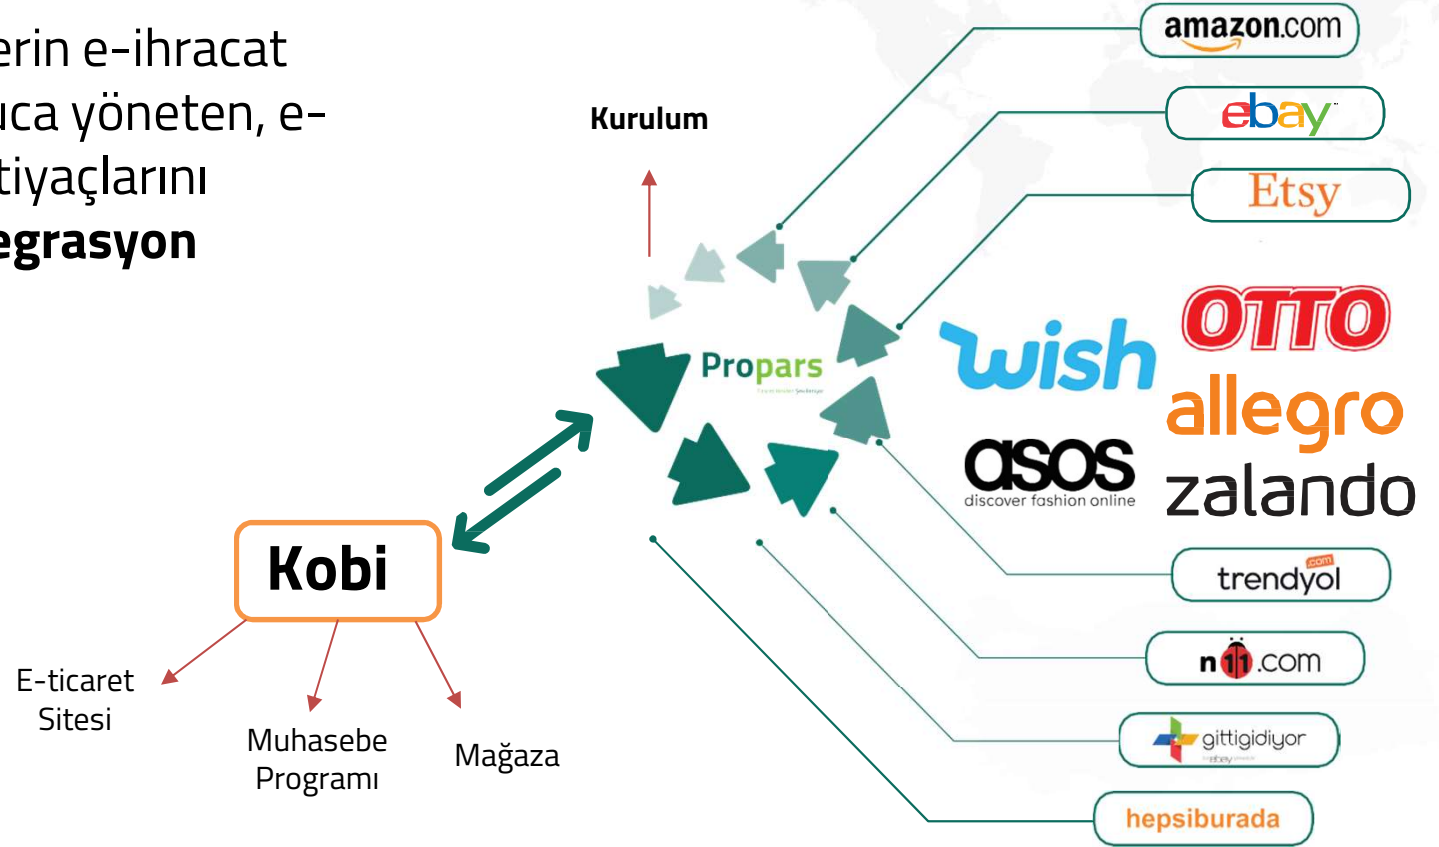 erin e-ihracat
uca yöneten, e-
tiyaçlarını
egrasyon
Kurulum
amazon.com
ebay
Etsy
Propars
wish
OTTO
allegro
asos
discover fashion online
zalando
Kobi
E-ticaret
Sitesi
Muhasebe
Programı
Mağaza
.com
trendyol
n11.com
gittigidiyor
hepsiburada